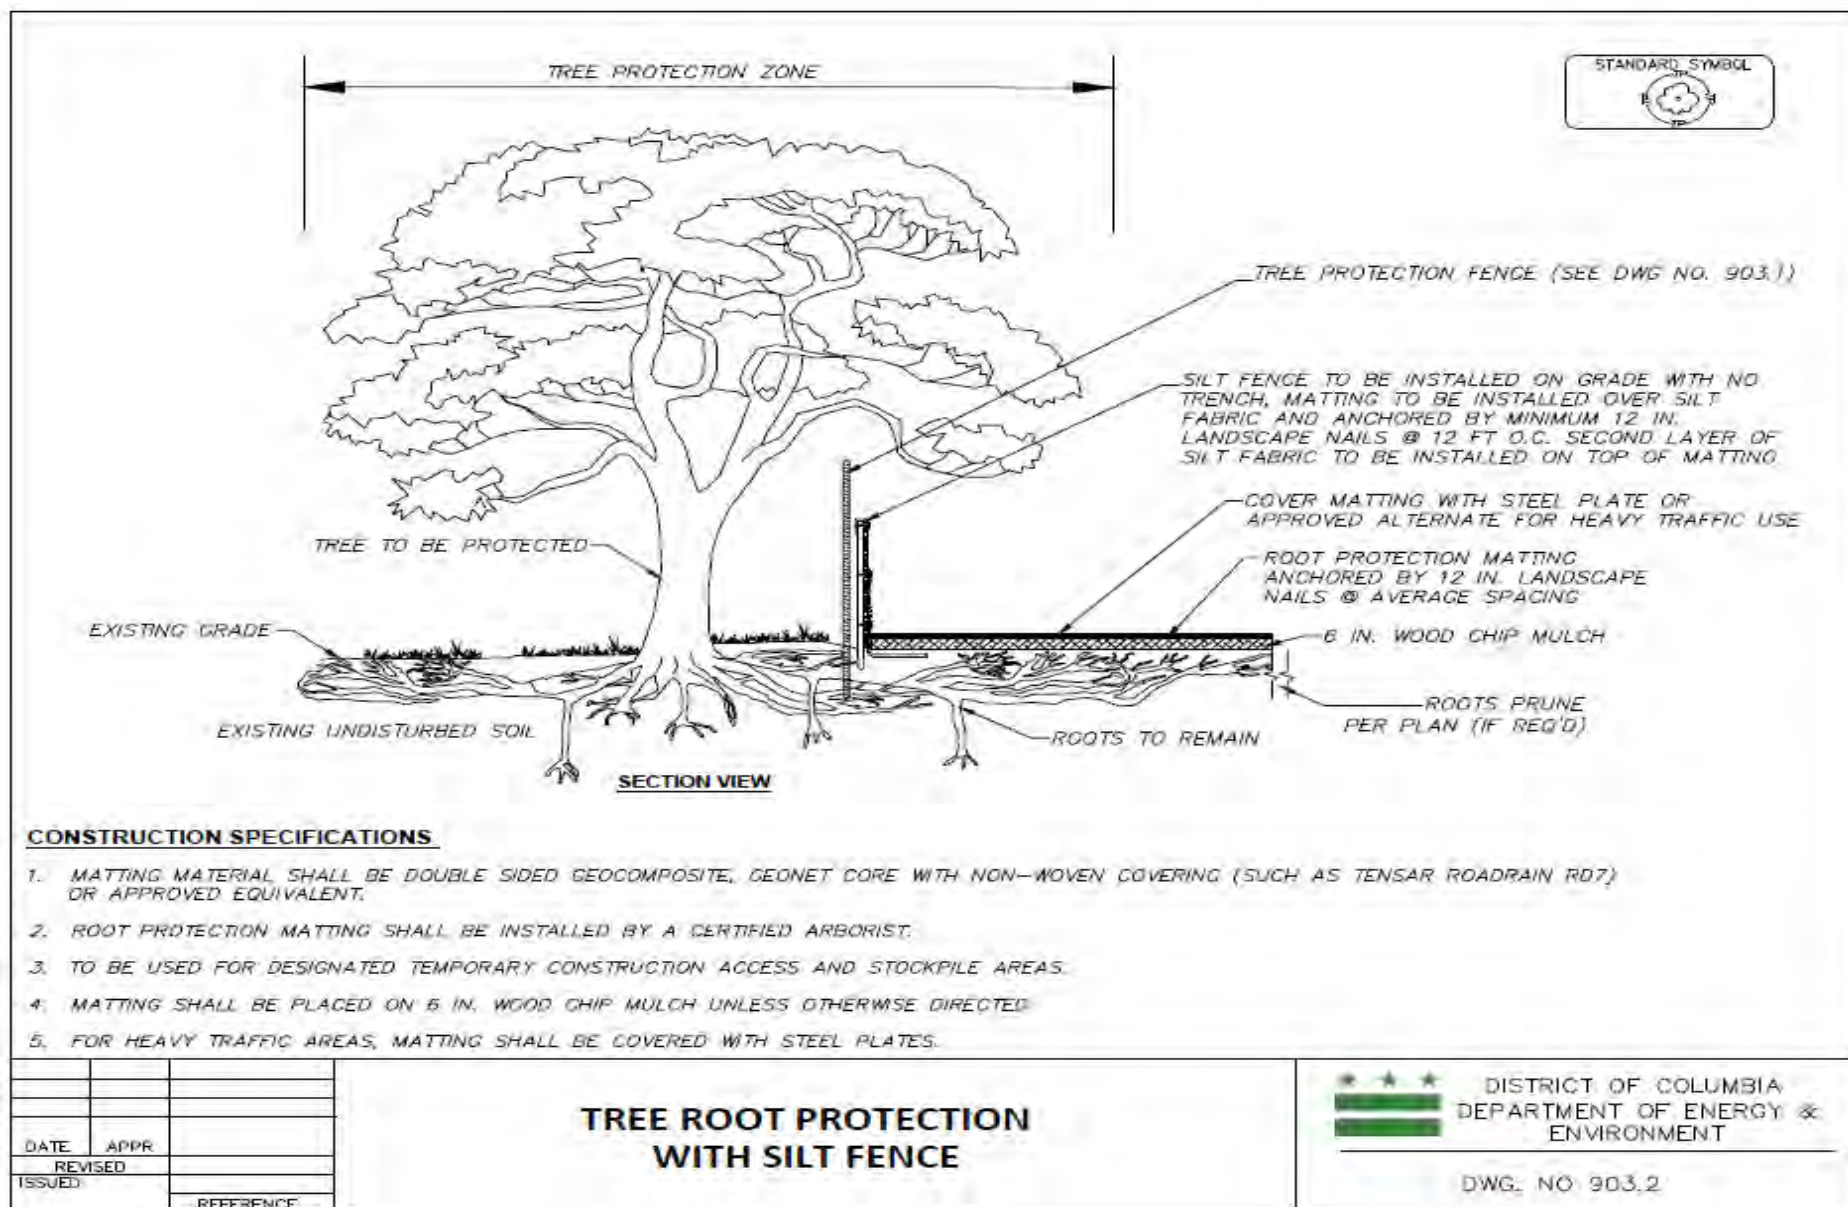 TREE PROTECTION ZONE
STANDARD SYMBOL
TP
TP
TREE PROTECTION FENCE (SEE DWG NO. 903.1)
SILT FENCE TO BE INSTALLED ON GRADE WITH NO
TRENCH, MATTING TO BE INSTALLED OVER SILT
FABRIC AND ANCHORED BY MINIMUM 12 IN.
LANDSCAPE NAILS @ 12 FT O.C. SECOND LAYER OF
SILT FABRIC TO BE INSTALLED ON TOP OF MATTING
COVER MATTING WITH STEEL PLATE OR
APPROVED ALTERNATE FOR HEAVY TRAFFIC USE
TREE TO BE PROTECTED
ROOT PROTECTION MATTING
ANCHORED BY 12 IN. LANDSCAPE
NAILS @ AVERAGE SPACING
EXISTING GRADE
6 IN. WOOD CHIP MULCH
ROOTS PRUNE
PER PLAN (IF REQ'D)
EXISTING UNDISTURBED SOIL
ROOTS TO REMAIN
SECTION VIEW
CONSTRUCTION SPECIFICATIONS
1. MATTING MATERIAL SHALL BE DOUBLE SIDED GEOCOMPOSITE, GEONET CORE WITH NON-WOVEN COVERING (SUCH AS TENSAR ROADRAIN RD7)
OR APPROVED EQUIVALENT.
2. ROOT PROTECTION MATTING SHALL BE INSTALLED BY A CERTIFIED ARBORIST.
3. TO BE USED FOR DESIGNATED TEMPORARY CONSTRUCTION ACCESS AND STOCKPILE AREAS.
4. MATTING SHALL BE PLACED ON 6 IN. WOOD CHIP MULCH UNLESS OTHERWISE DIRECTED
5. FOR HEAVY TRAFFIC AREAS, MATTING SHALL BE COVERED WITH STEEL PLATES.
DATE APPR.
REVISED
ISSUED:
REFERENCE
TREE ROOT PROTECTION
WITH SILT FENCE
DISTRICT OF COLUMBIA
DEPARTMENT OF ENERGY &
ENVIRONMENT
DWG. NO 903.2